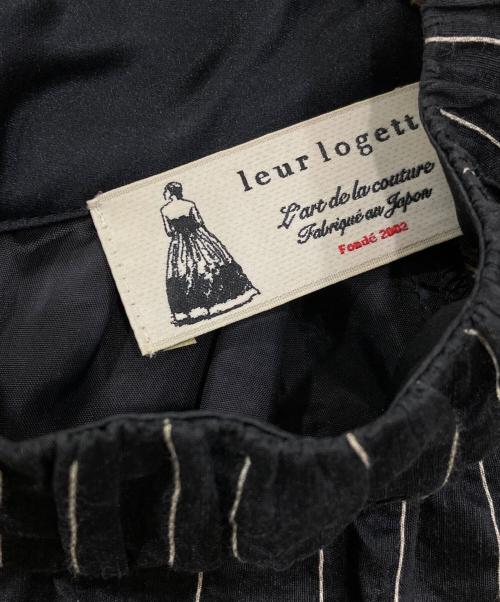 leur logett
L'art de la couture
Fabriqué au Japon
Fondé 2002